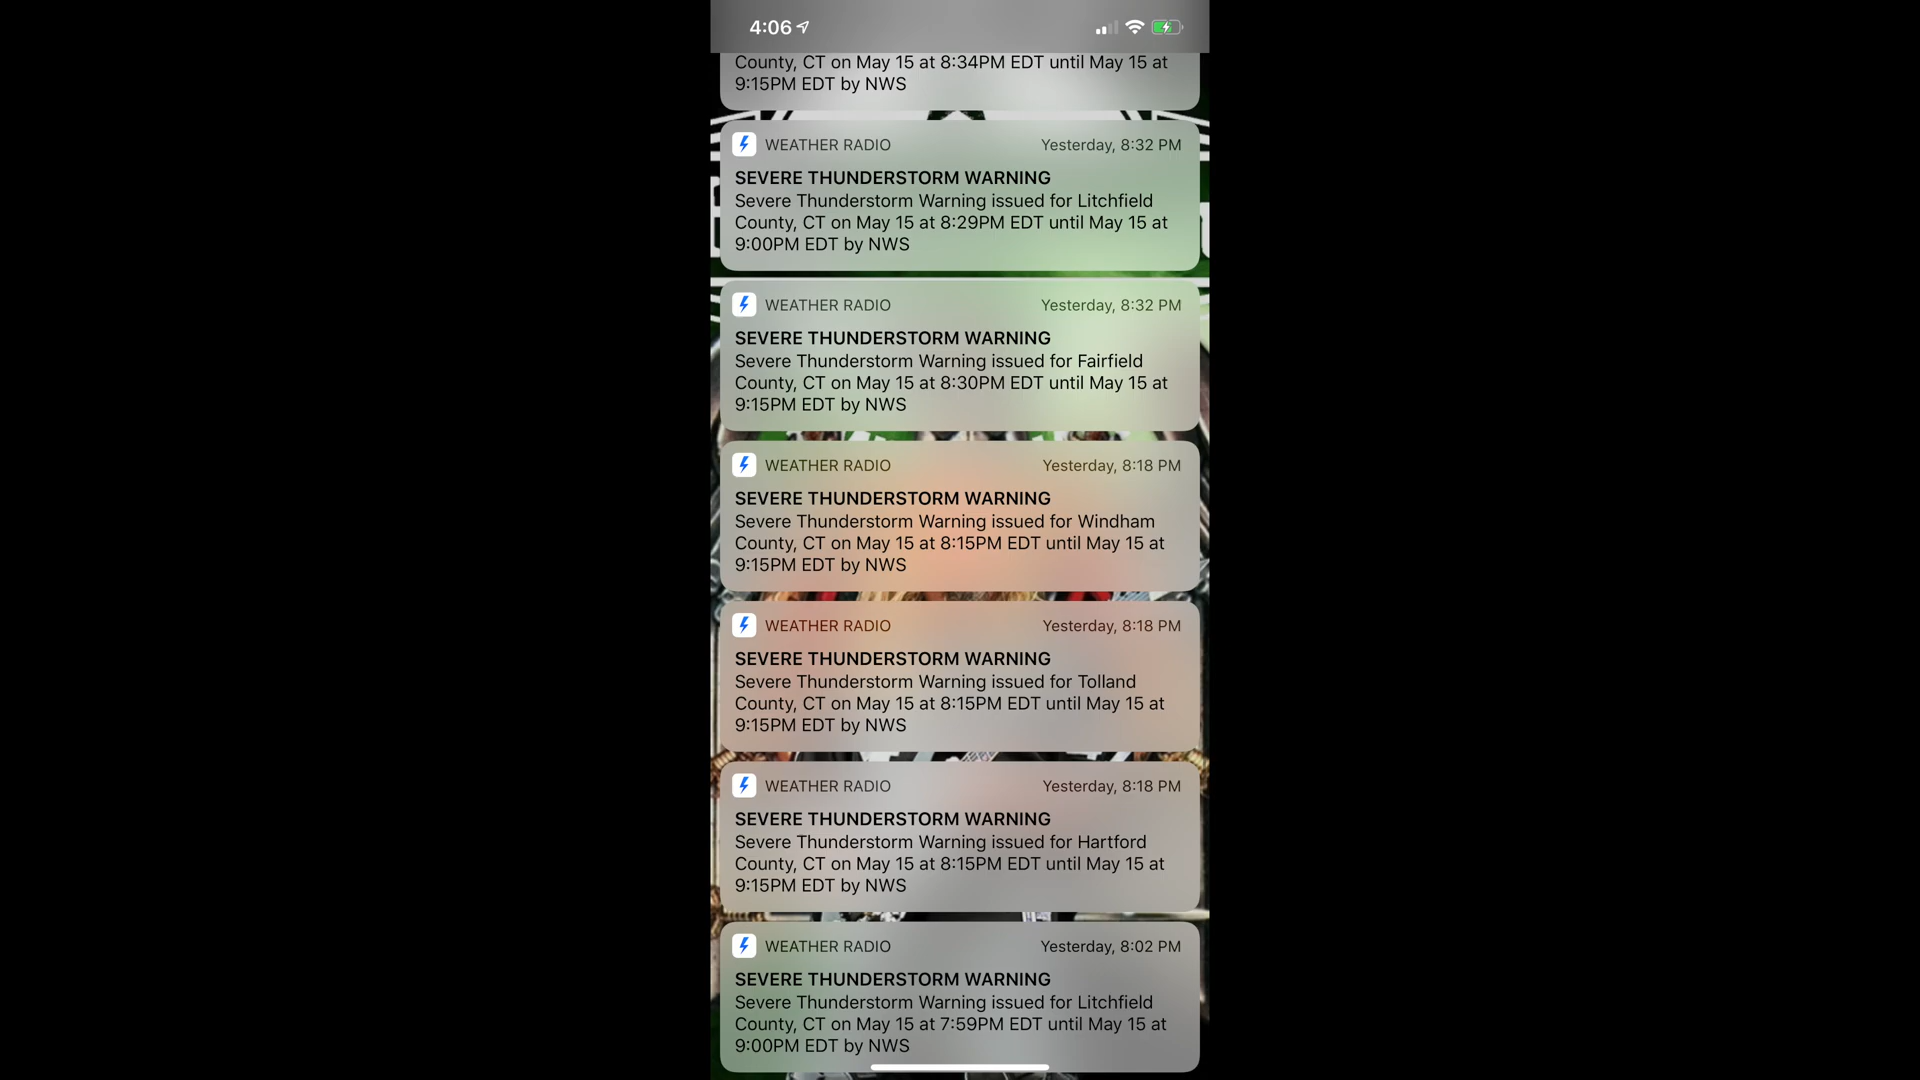 4:06
County, CT on May 15 at 8:34PM EDT until May 15 at
9:15PM EDT by NWS
WEATHER RADIO Yesterday, 8:32 PM
SEVERE THUNDERSTORM WARNING
Severe Thunderstorm Warning issued for Litchfield
County, CT on May 15 at 8:29PM EDT until May 15 at
9:00PM EDT by NWS
WEATHER RADIO Yesterday, 8:32 PM
SEVERE THUNDERSTORM WARNING
Severe Thunderstorm Warning issued for Fairfield
County, CT on May 15 at 8:30PM EDT until May 15 at
9:15PM EDT by NWS
WEATHER RADIO Yesterday, 8:18 PM
SEVERE THUNDERSTORM WARNING
Severe Thunderstorm Warning issued for Windham
County, CT on May 15 at 8:15PM EDT until May 15 at
9:15PM EDT by NWS
WEATHER RADIO Yesterday, 8:18 PM
SEVERE THUNDERSTORM WARNING
Severe Thunderstorm Warning issued for Tolland
County, CT on May 15 at 8:15PM EDT until May 15 at
9:15PM EDT by NWS
WEATHER RADIO Yesterday, 8:18 PM
SEVERE THUNDERSTORM WARNING
Severe Thunderstorm Warning issued for Hartford
County, CT on May 15 at 8:15PM EDT until May 15 at
9:15PM EDT by NWS
WEATHER RADIO Yesterday, 8:02 PM
SEVERE THUNDERSTORM WARNING
Severe Thunderstorm Warning issued for Litchfield
County, CT on May 15 at 7:59PM EDT until May 15 at
9:00PM EDT by NWS